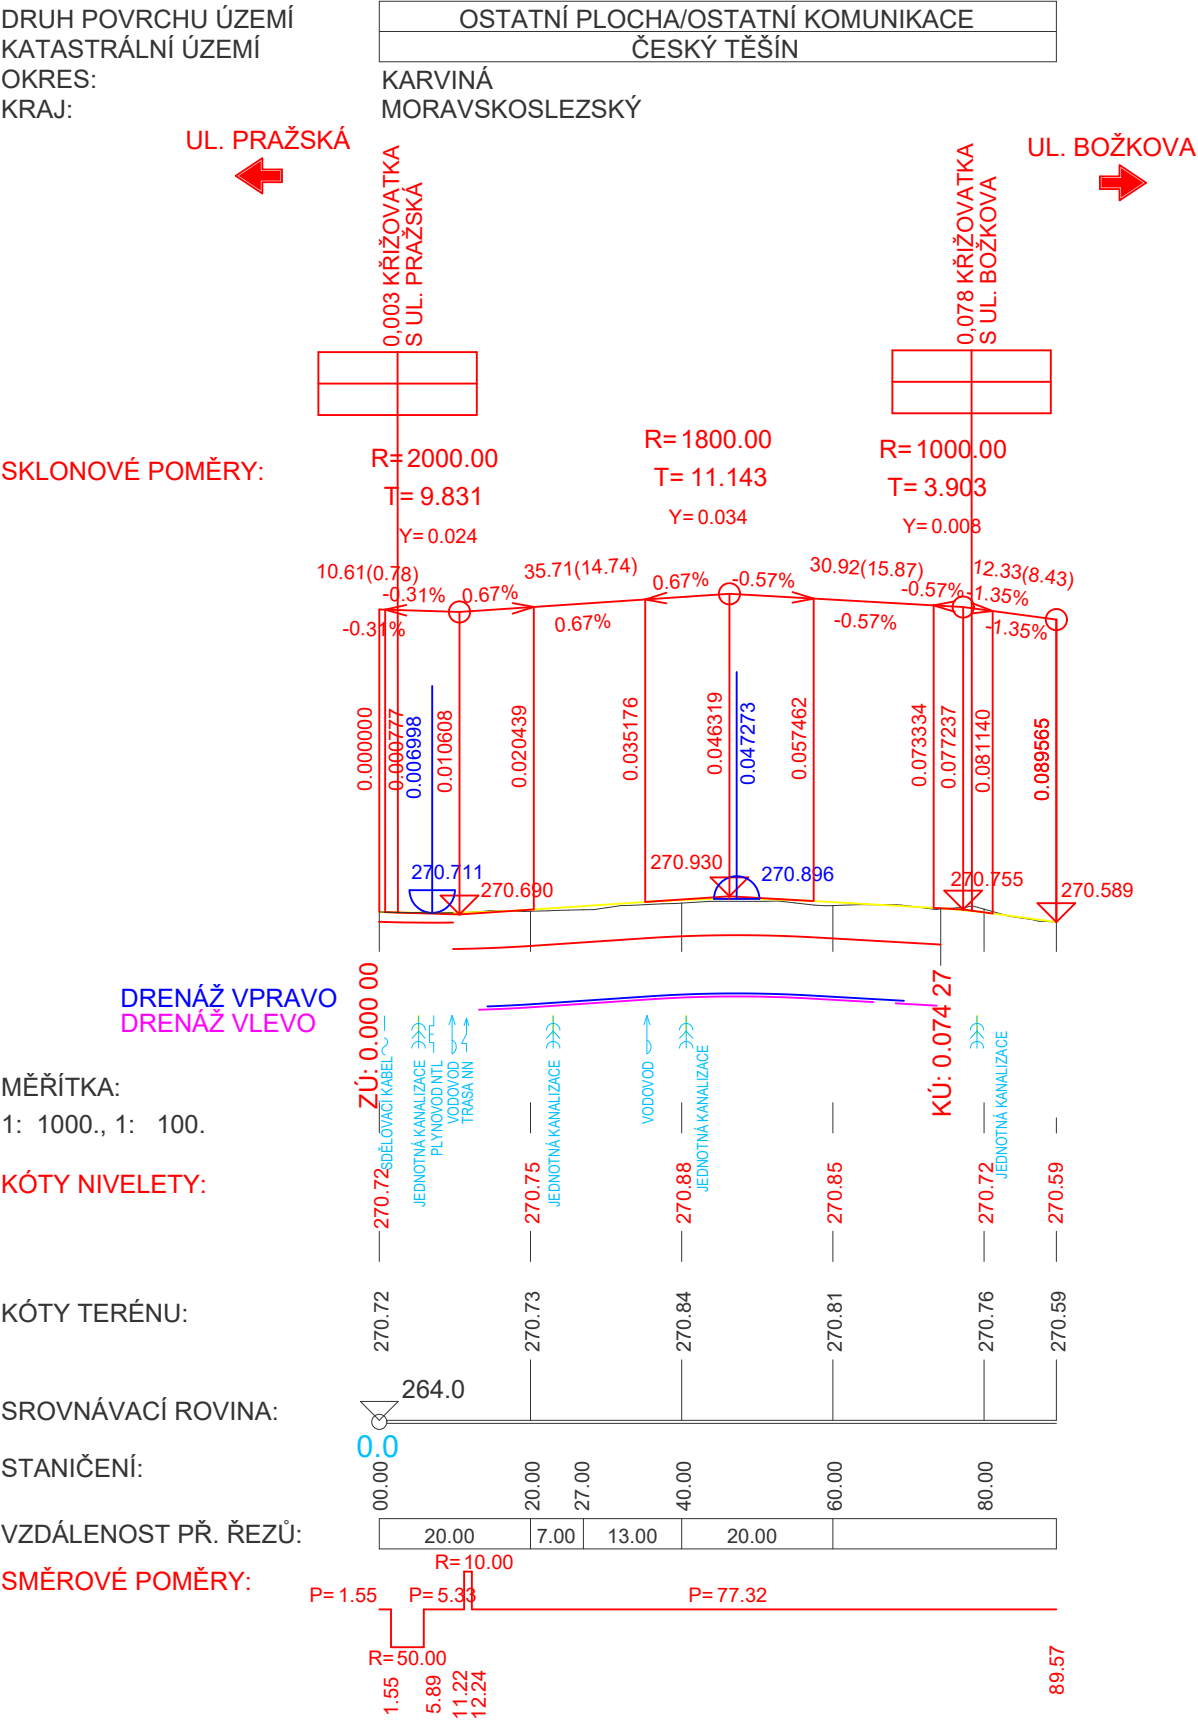 DRUH POVRCHU ÚZEMÍ
OSTATNÍ PLOCHA/OSTATNÍ KOMUNIKACE
KATASTRÁLNÍ ÚZEMÍ
ČESKÝ TĚŠÍN
OKRES:
KARVINÁ
KRAJ:
MORAVSKOSLEZSKÝ
UL. PRAŽSKÁ
UL. BOŽKOVA
0,003 KŘIŽOVATKA
S UL. PRAŽSKÁ
0,078 KŘIŽOVATKA
S UL. BOŽKOVA
SKLONOVÉ POMĚRY:
R= 2000.00
T= 9.831
Y= 0.024
R= 1800.00
T= 11.143
Y= 0.034
R= 1000.00
T= 3.903
Y= 0.008
10.61(0.78)
35.71(14.74)
30.92(15.87)
12.33(8.43)
-0.31%
0.67%
0.67%
-0.57%
-0.57%
-1.35%
-0.31%
0.67%
-0.57%
-1.35%
0.000000
0.000777
0.006998
0.010608
0.020439
0.035176
0.046319
0.047273
0.057462
0.073334
0.077237
0.081140
0.089565
270.711
270.690
270.930
270.896
270.755
270.589
DRENÁŽ VPRAVO
DRENÁŽ VLEVO
ZÚ: 0.000 00
KÚ: 0.074 27
SDĚLOVACÍ KABEL
JEDNOTNÁ KANALIZACE
PLYNOVOD NTL
VODOVOD
TRASA NN
JEDNOTNÁ KANALIZACE
VODOVOD
JEDNOTNÁ KANALIZACE
JEDNOTNÁ KANALIZACE
MĚŘÍTKA:
1: 1000., 1: 100.
KÓTY NIVELETY:
270.72
270.75
270.88
270.85
270.72
270.59
KÓTY TERÉNU:
270.72
270.73
270.84
270.81
270.76
270.59
SROVNÁVACÍ ROVINA:
264.0
0.0
STANIČENÍ:
00.00
20.00
27.00
40.00
60.00
80.00
VZDÁLENOST PŘ. ŘEZŮ:
20.00
7.00
13.00
20.00
SMĚROVÉ POMĚRY:
R= 10.00
P= 1.55
P= 5.33
P= 77.32
R= 50.00
1.55
5.89
11.22
12.24
89.57